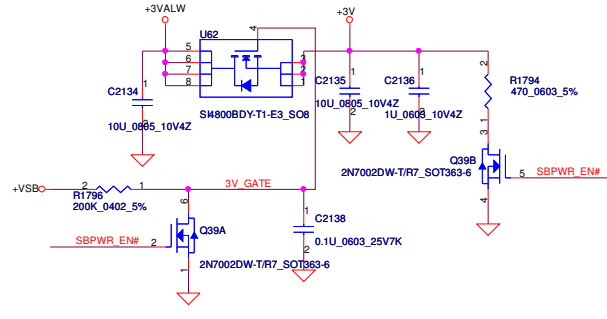 +3VALW
U62
4
+3V
5
6
7
8
3
2
1
C2134
1
2
10U_0805_10V4Z
SI4800BDY-T1-E3_SO8
C2135
1
2
10U_0805_10V4Z
C2136
1
2
1U_0603_10V4Z
2
R1794
470_0603_5%
1
3
Q39B
2N7002DW-T/R7_SOT363-6
5
SBPWR_EN#
4
+VSB
2
1
R1796
200K_0402_5%
3V_GATE
6
Q39A
SBPWR_EN#
2
1
2N7002DW-T/R7_SOT363-6
1
C2138
0.1U_0603_25V7K
2